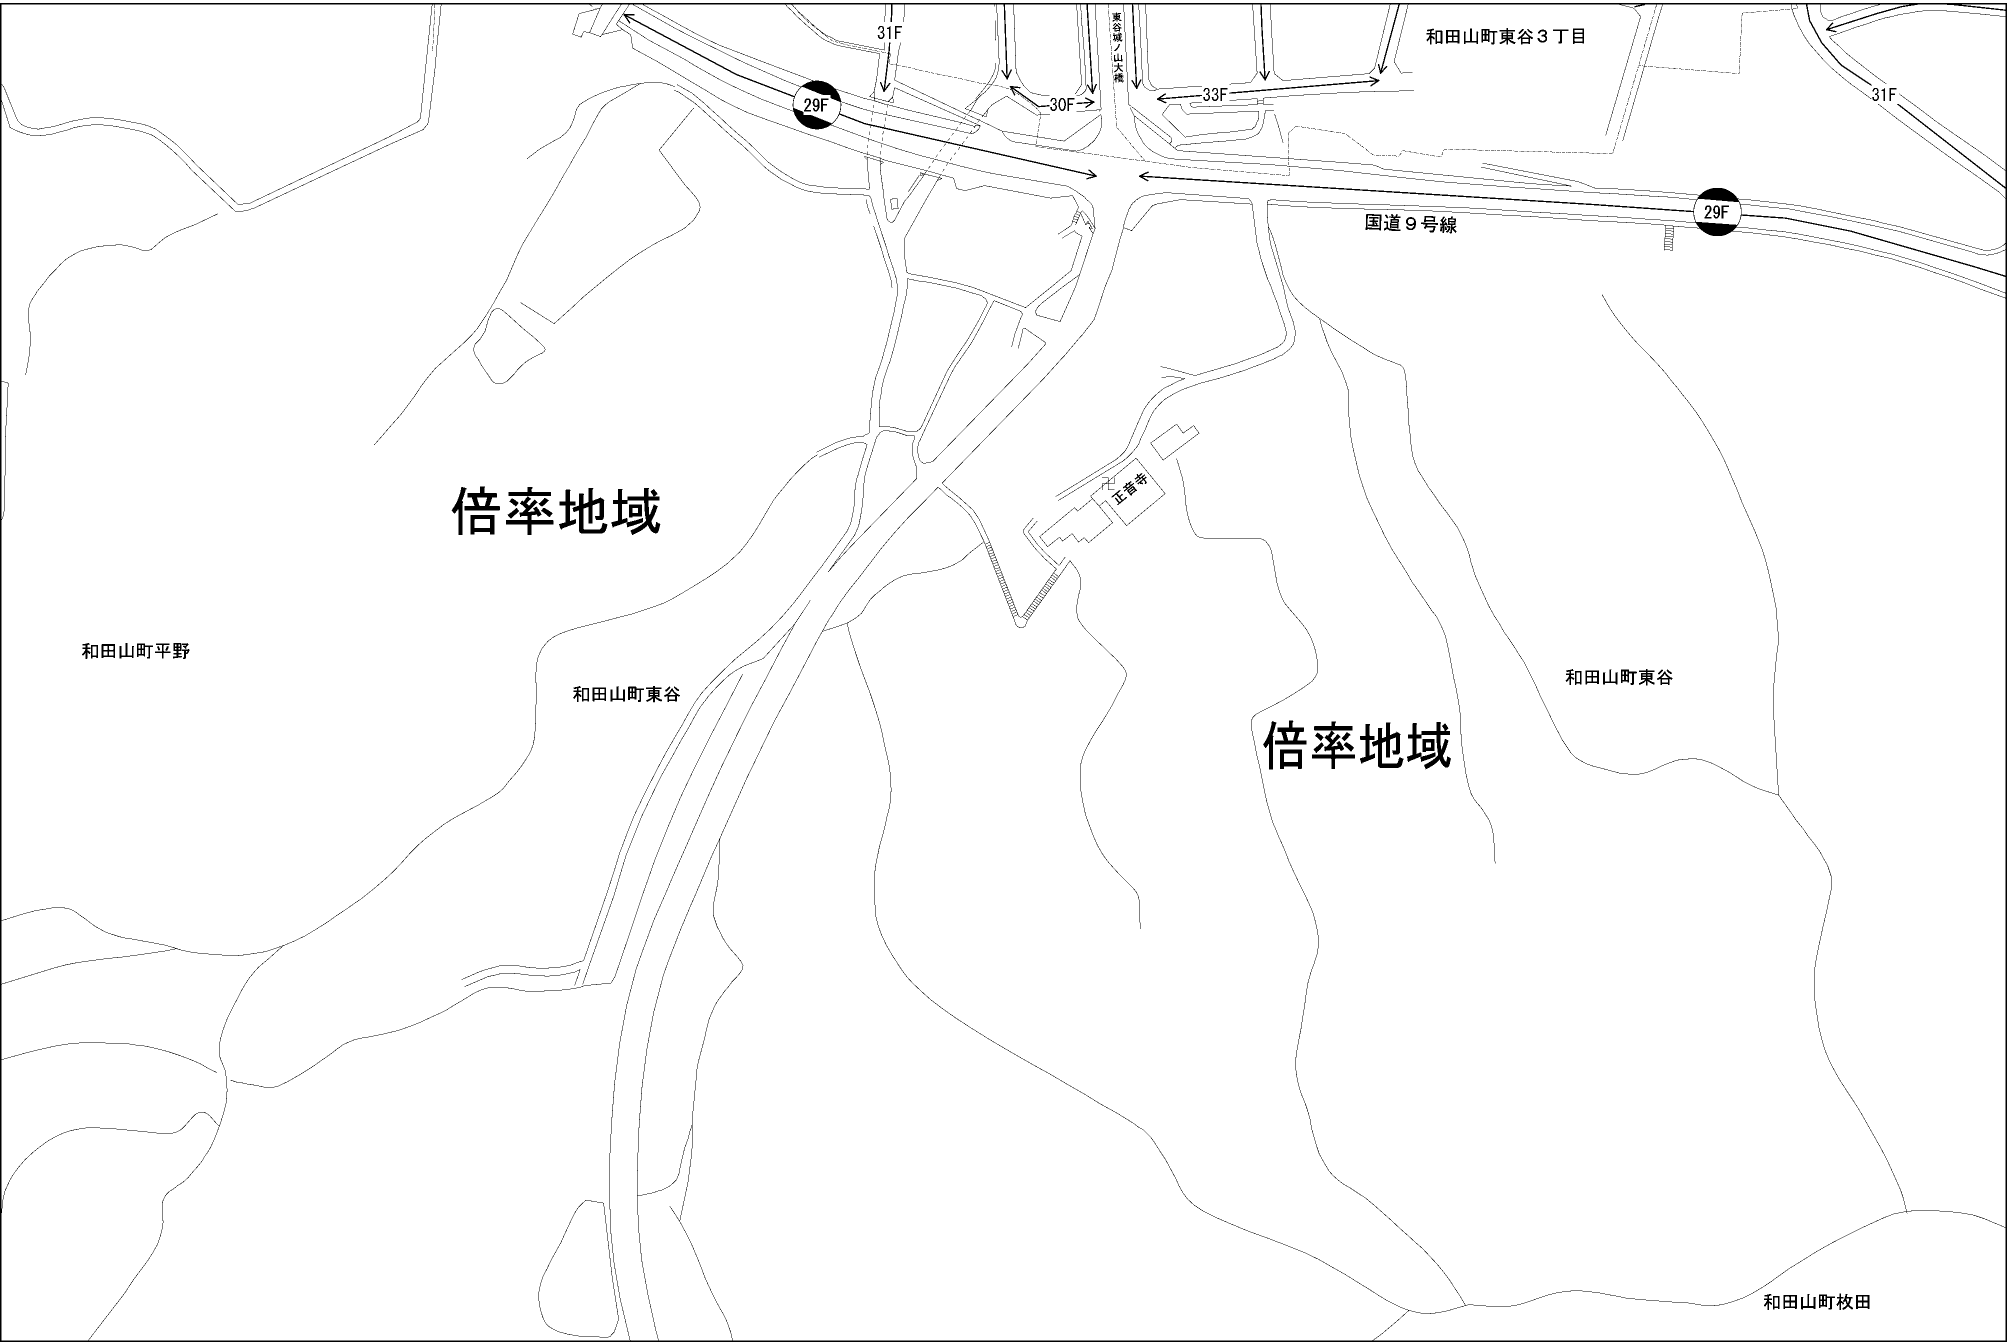 31F
東谷城ノ山大橋
和田山町東谷３丁目
29F
30F
33F
31F
29F
国道９号線
正音寺
倍率地域
和田山町平野
和田山町東谷
和田山町東谷
倍率地域
和田山町枚田